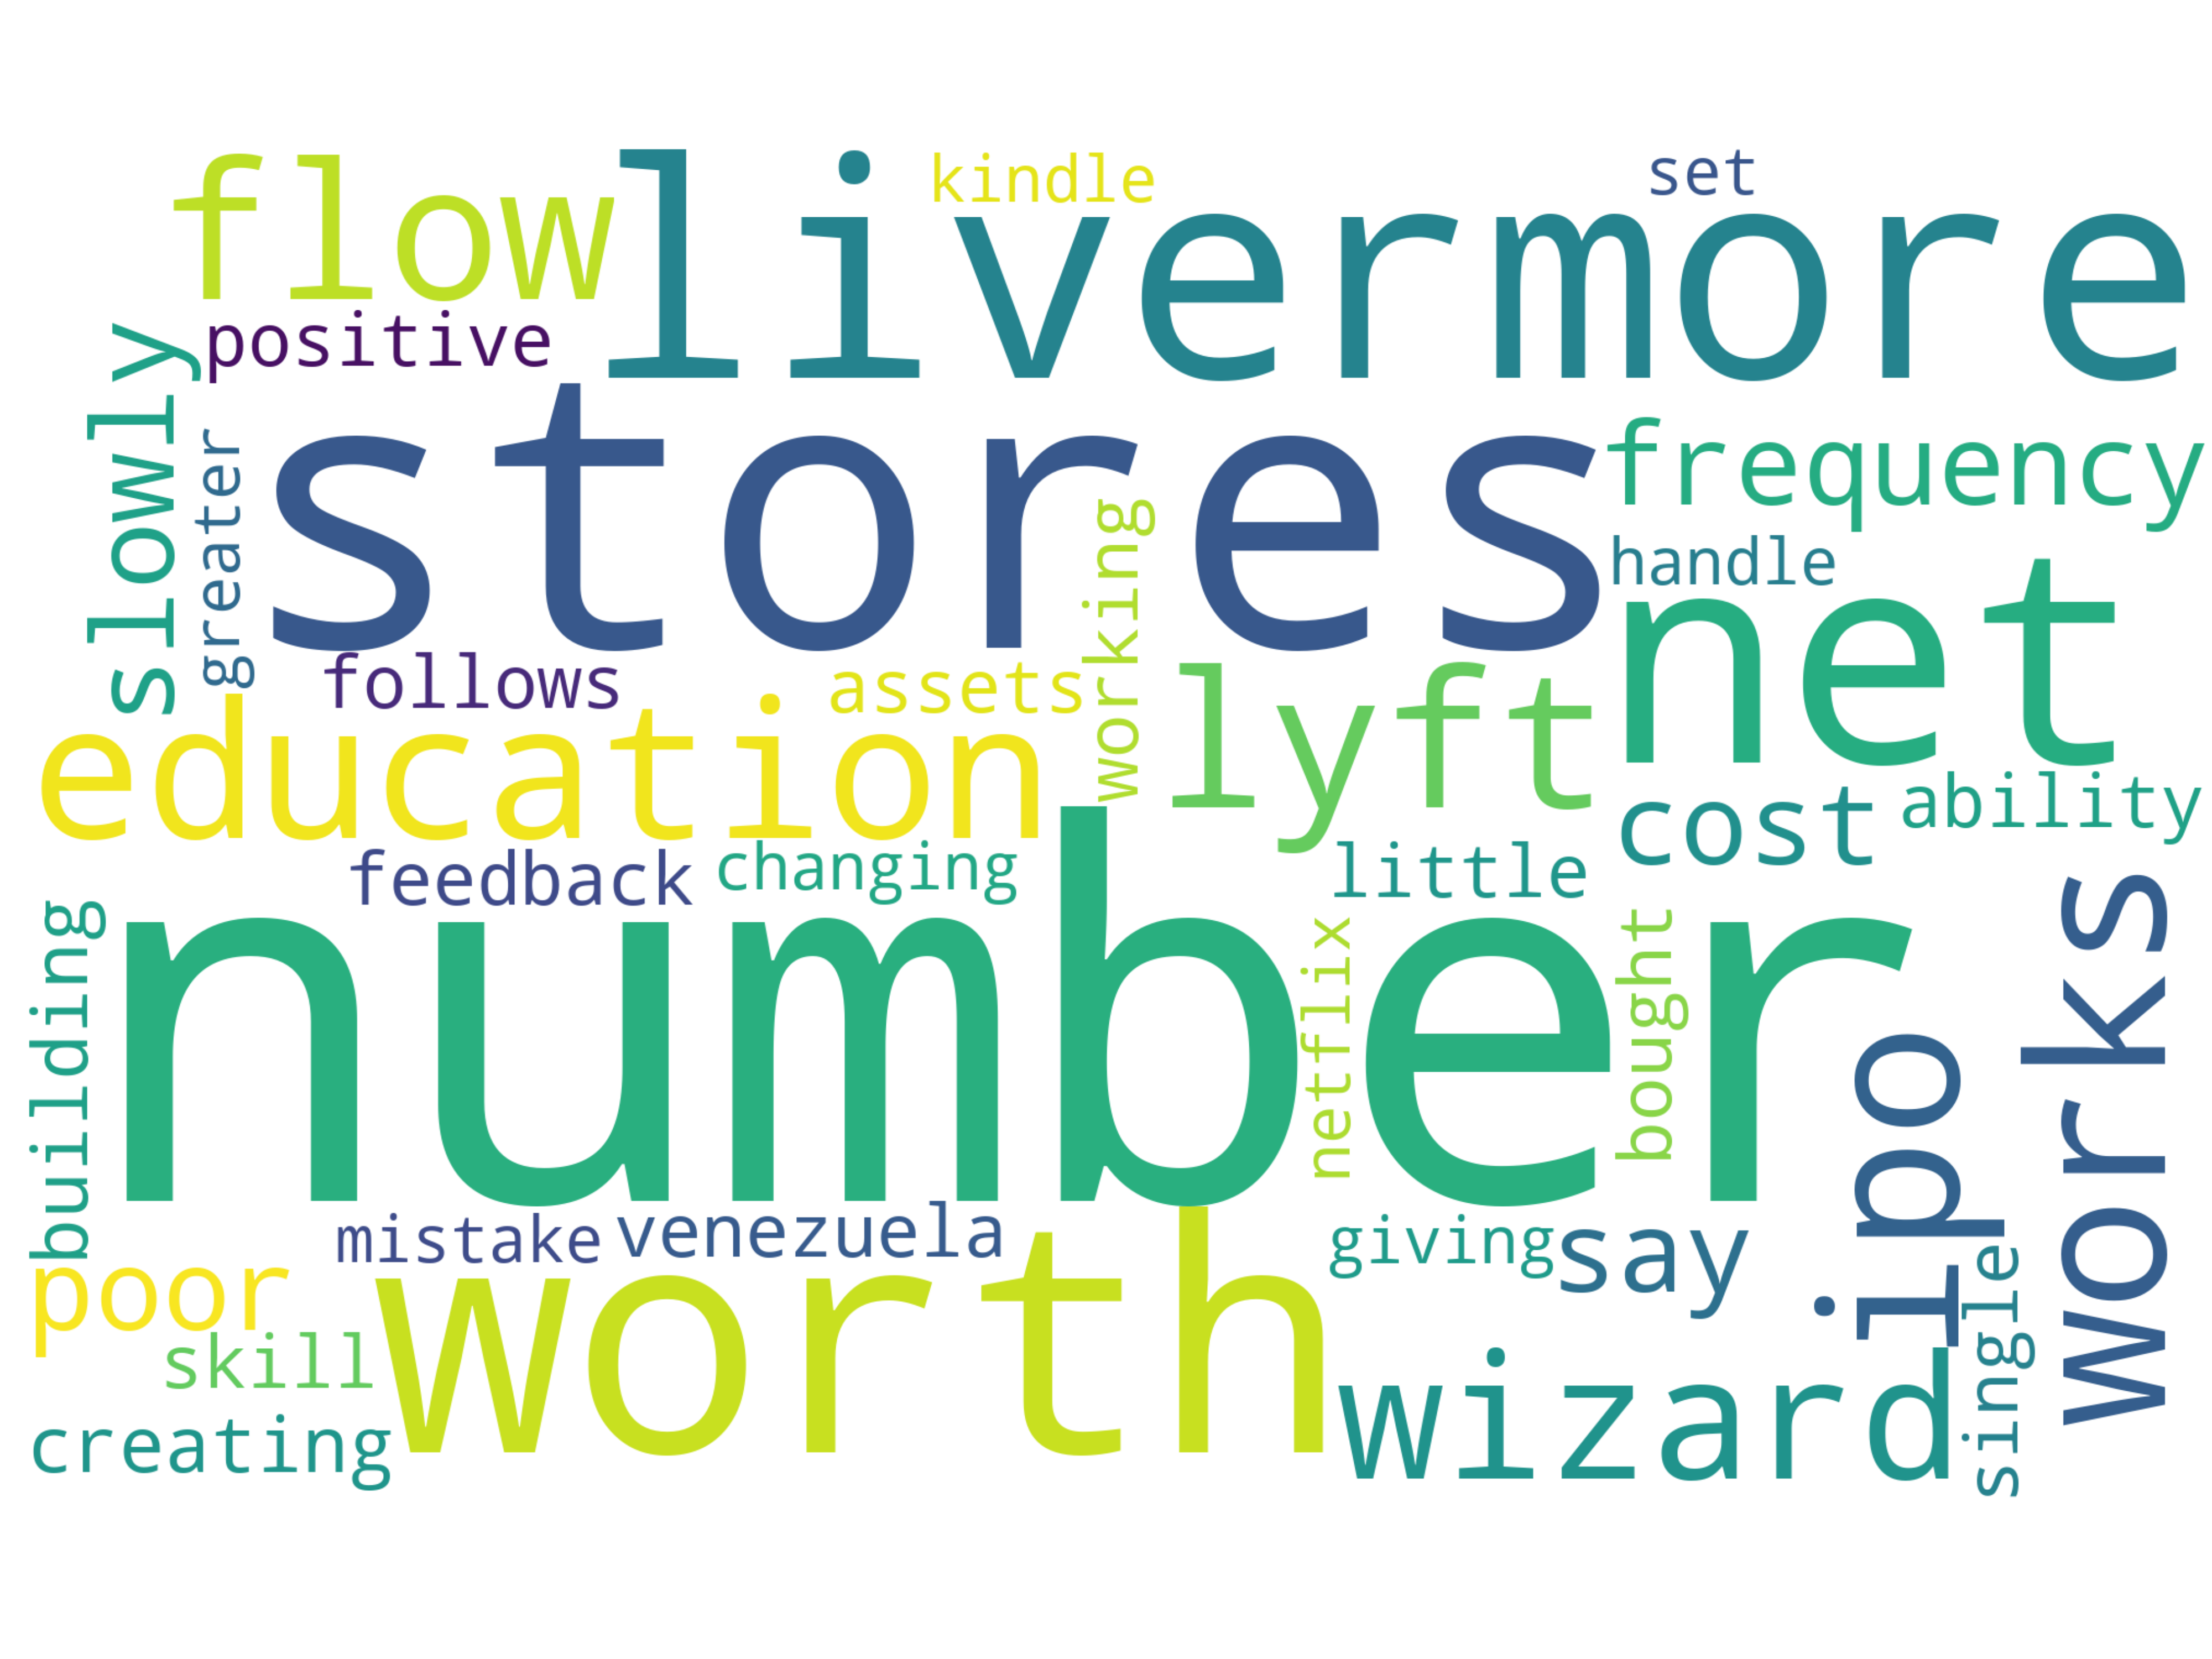 kindle
set
flow
livermore
positive
slowly
greater
stores
frequency
working
handle
net
follows
assets
lyft
education
cost
ability
feedback
changing
little
number
building
netflix
bought
ipo
works
mistake
venezuela
giving
say
poor
worth
skill
wizard
single
creating